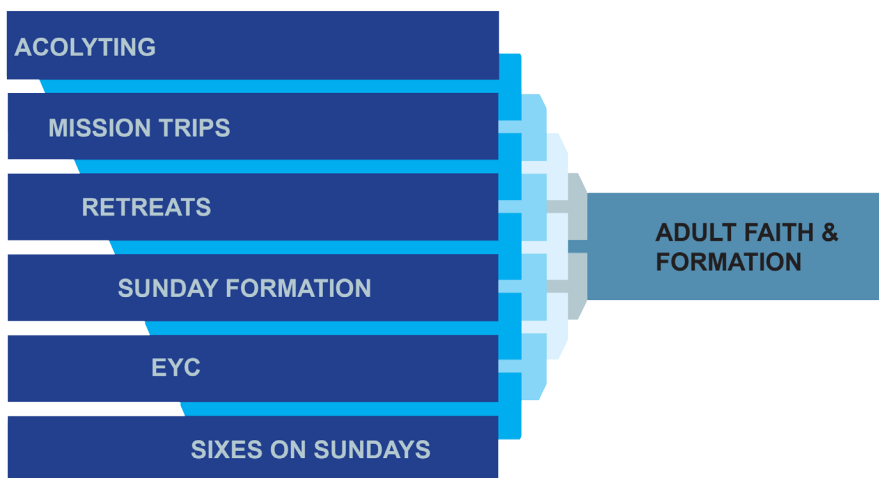 ACOLYTING
MISSION TRIPS
RETREATS
SUNDAY FORMATION
EYC
SIXES ON SUNDAYS
ADULT FAITH &
FORMATION